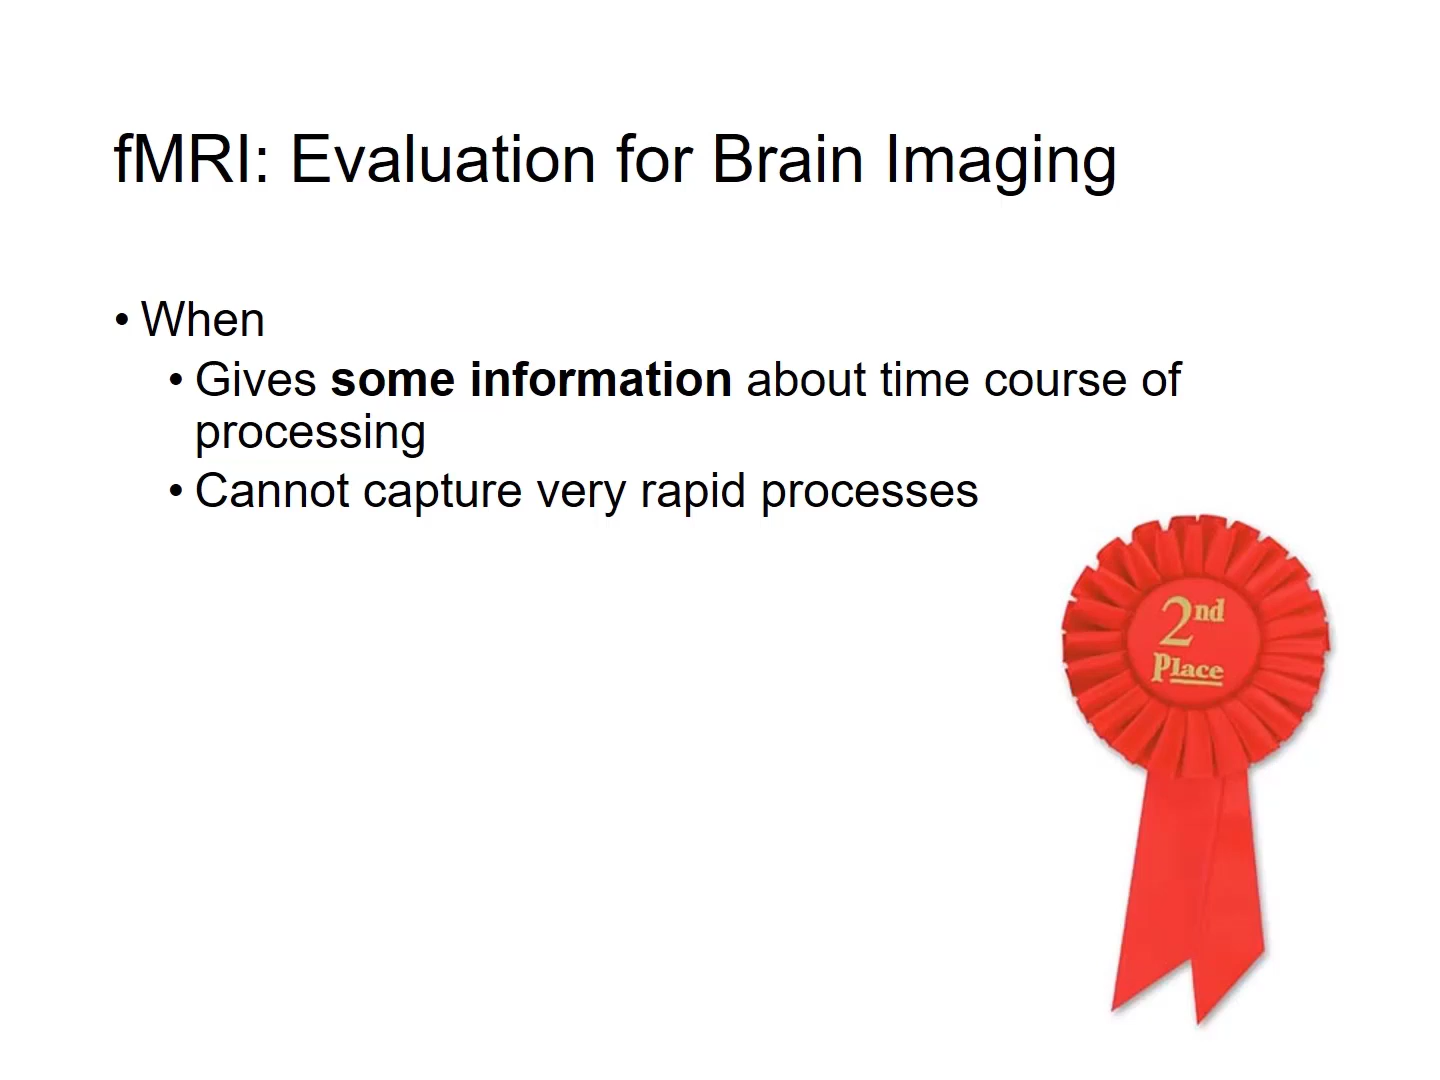 fMRI: Evaluation for Brain Imaging
• When
• Gives some information about time course of
processing
• Cannot capture very rapid processes
2nd
Place